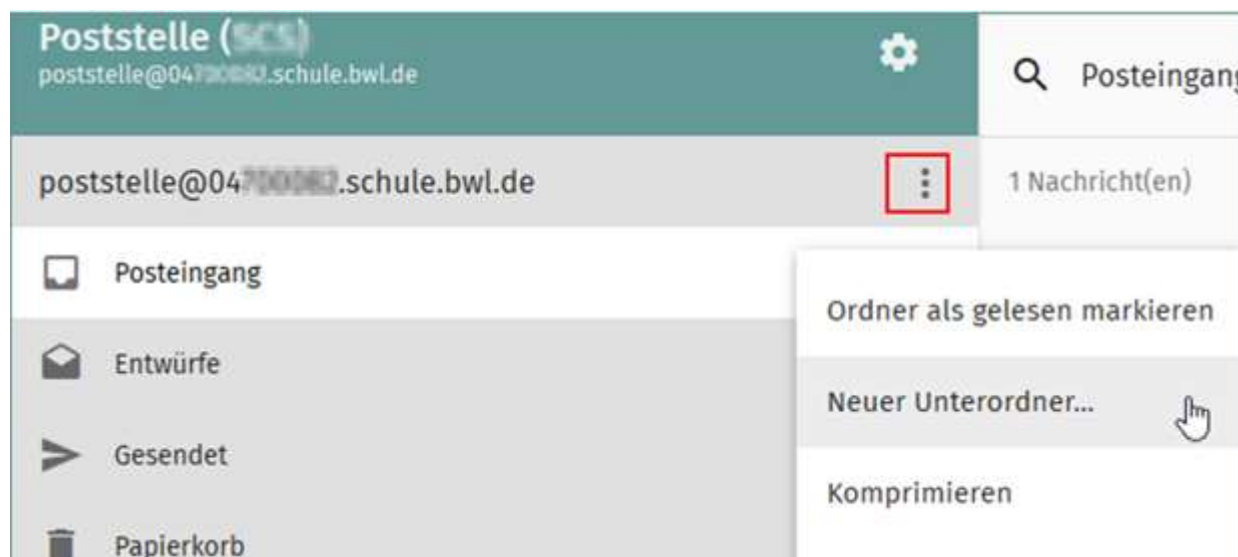 Poststelle (
poststelle@04 .schule.bwl.de
Posteingang
poststelle@04 .schule.bwl.de
1 Nachricht(en)
Posteingang
Ordner als gelesen markieren
Entwürfe
Neuer Unterordner...
Gesendet
Komprimieren
Papierkorb